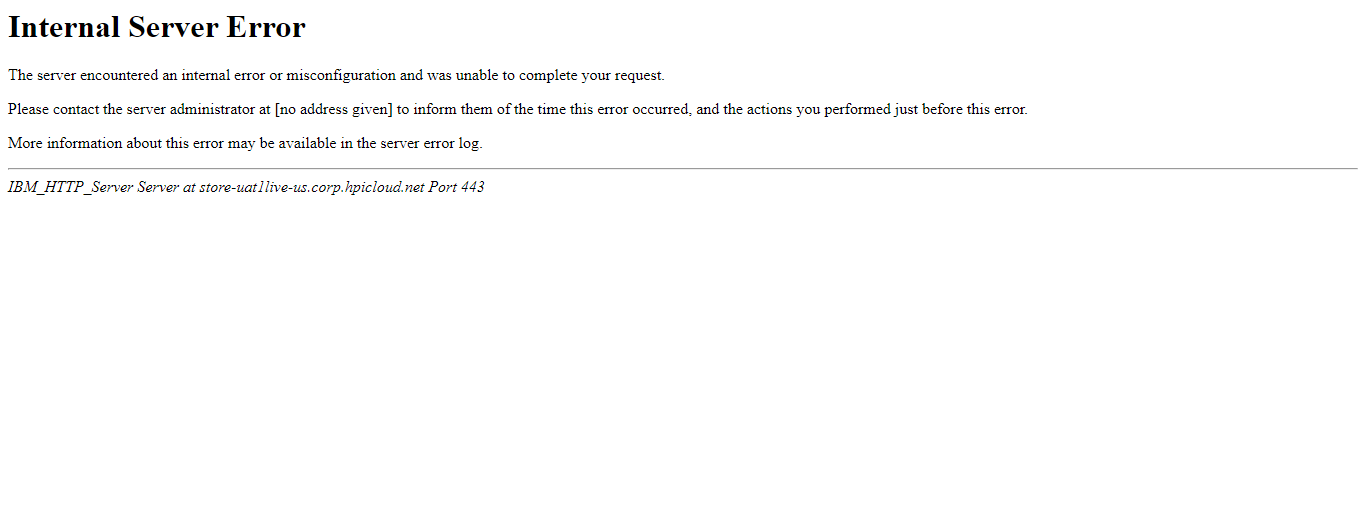 Internal Server Error
The server encountered an internal error or misconfiguration and was unable to complete your request.
Please contact the server administrator at [no address given] to inform them of the time this error occurred, and the actions you performed just before this error.
More information about this error may be available in the server error log.
IBM_HTTP_Server Server at store-uat1live-us.corp.hpicloud.net Port 443